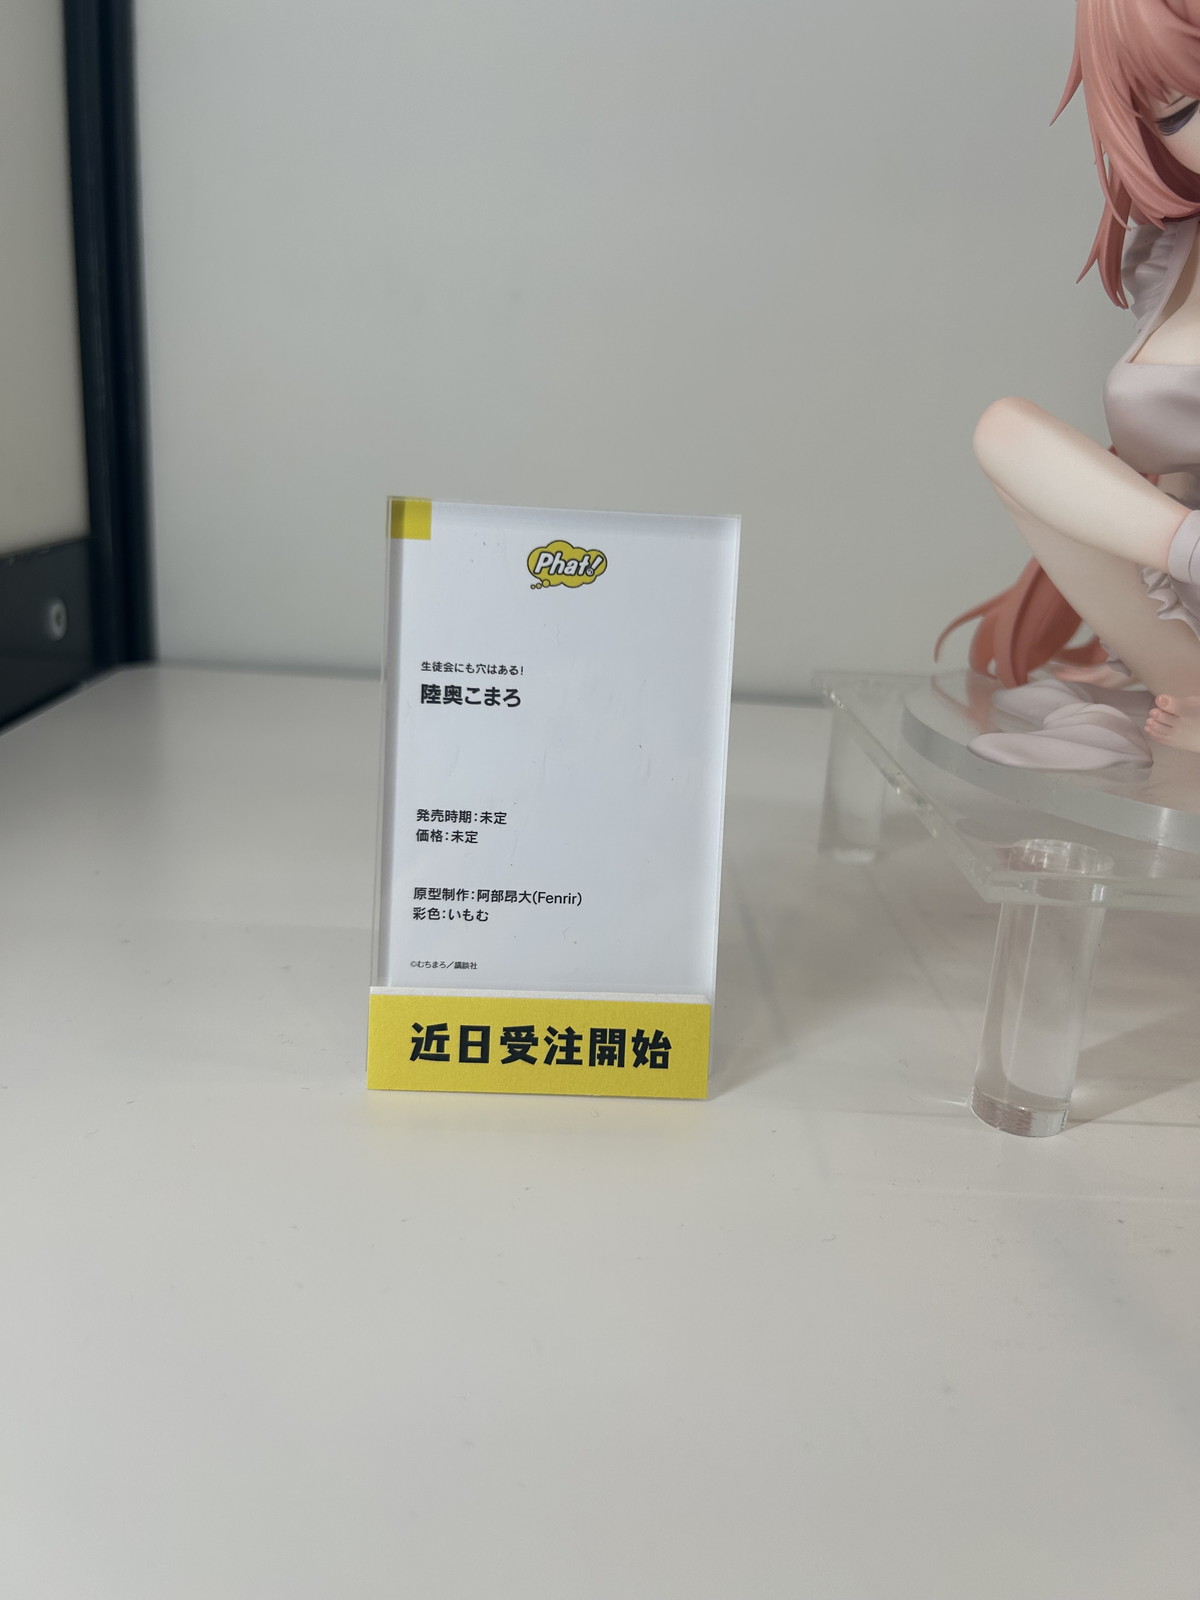 Phat!
生徒会にも穴はある!
陸奥こまろ
発売時期:未定
価格:未定
原型制作:阿部昂大(Fenrir)
彩色:いもむ
©むちまろ/講談社
近日受注開始